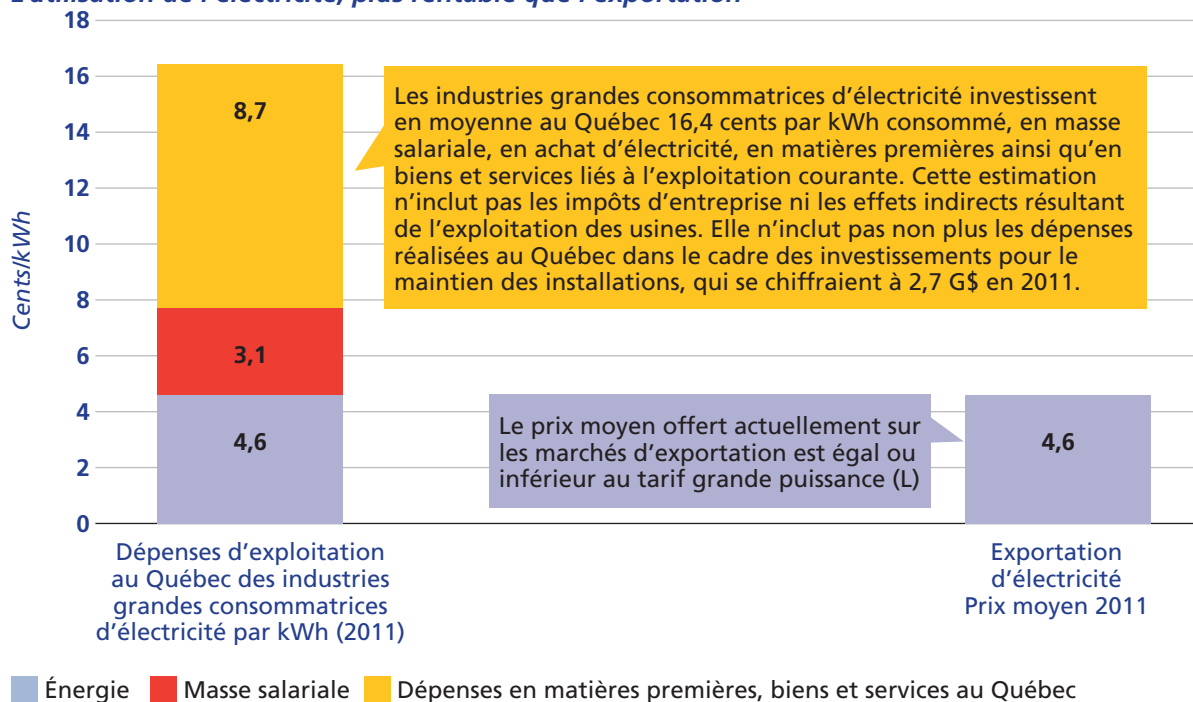 L'utilisation de l'électricité, plus rentable que l'exportation
18
16
14
12
10
8
6
4
2
0
Cents/kWh
8,7
3,1
4,6
Les industries grandes consommatrices d'électricité investissent
en moyenne au Québec 16,4 cents par kWh consommé, en masse
salariale, en achat d'électricité, en matières premières ainsi qu'en
biens et services liés à l'exploitation courante. Cette estimation
n'inclut pas les impôts d'entreprise ni les effets indirects résultant
de l'exploitation des usines. Elle n'inclut pas non plus les dépenses
réalisées au Québec dans le cadre des investissements pour le
maintien des installations, qui se chiffraient à 2,7 G$ en 2011.
Le prix moyen offert actuellement sur
les marchés d'exportation est égal ou
inférieur au tarif grande puissance (L)
4,6
Dépenses d'exploitation
au Québec des industries
grandes consommatrices
d'électricité par kWh (2011)
Exportation
d'électricité
Prix moyen 2011
Énergie Masse salariale Dépenses en matières premières, biens et services au Québec